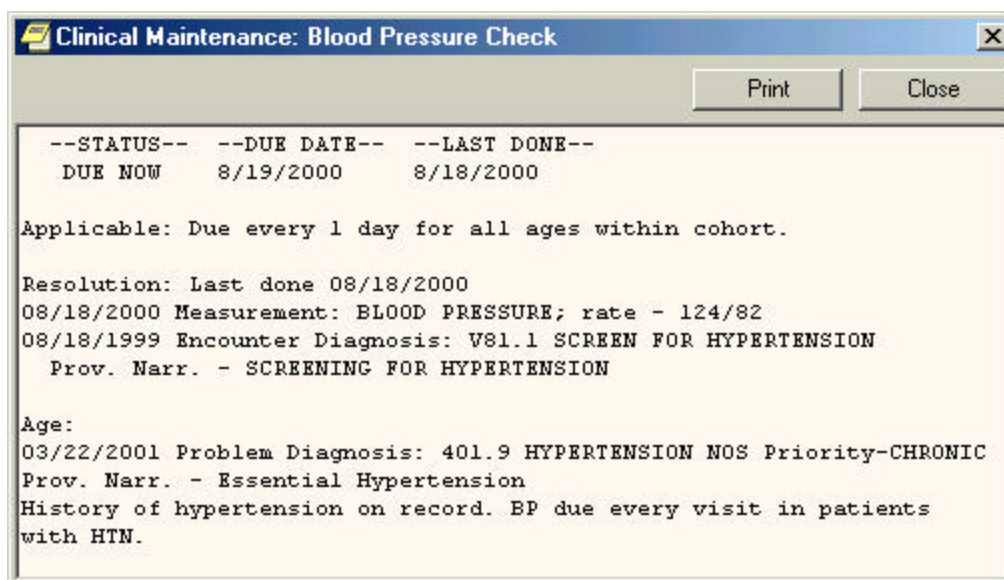 Clinical Maintenance: Blood Pressure Check
Print Close
--STATUS-- --DUE DATE-- --LAST DONE--
DUE NOW 8/19/2000 8/18/2000
Applicable: Due every 1 day for all ages within cohort.
Resolution: Last done 08/18/2000
08/18/2000 Measurement: BLOOD PRESSURE; rate - 124/82
08/18/1999 Encounter Diagnosis: V81.1 SCREEN FOR HYPERTENSION
Prov. Narr. - SCREENING FOR HYPERTENSION
Age:
03/22/2001 Problem Diagnosis: 401.9 HYPERTENSION NOS Priority-CHRONIC
Prov. Narr. - Essential Hypertension
History of hypertension on record. BP due every visit in patients
with HTN.